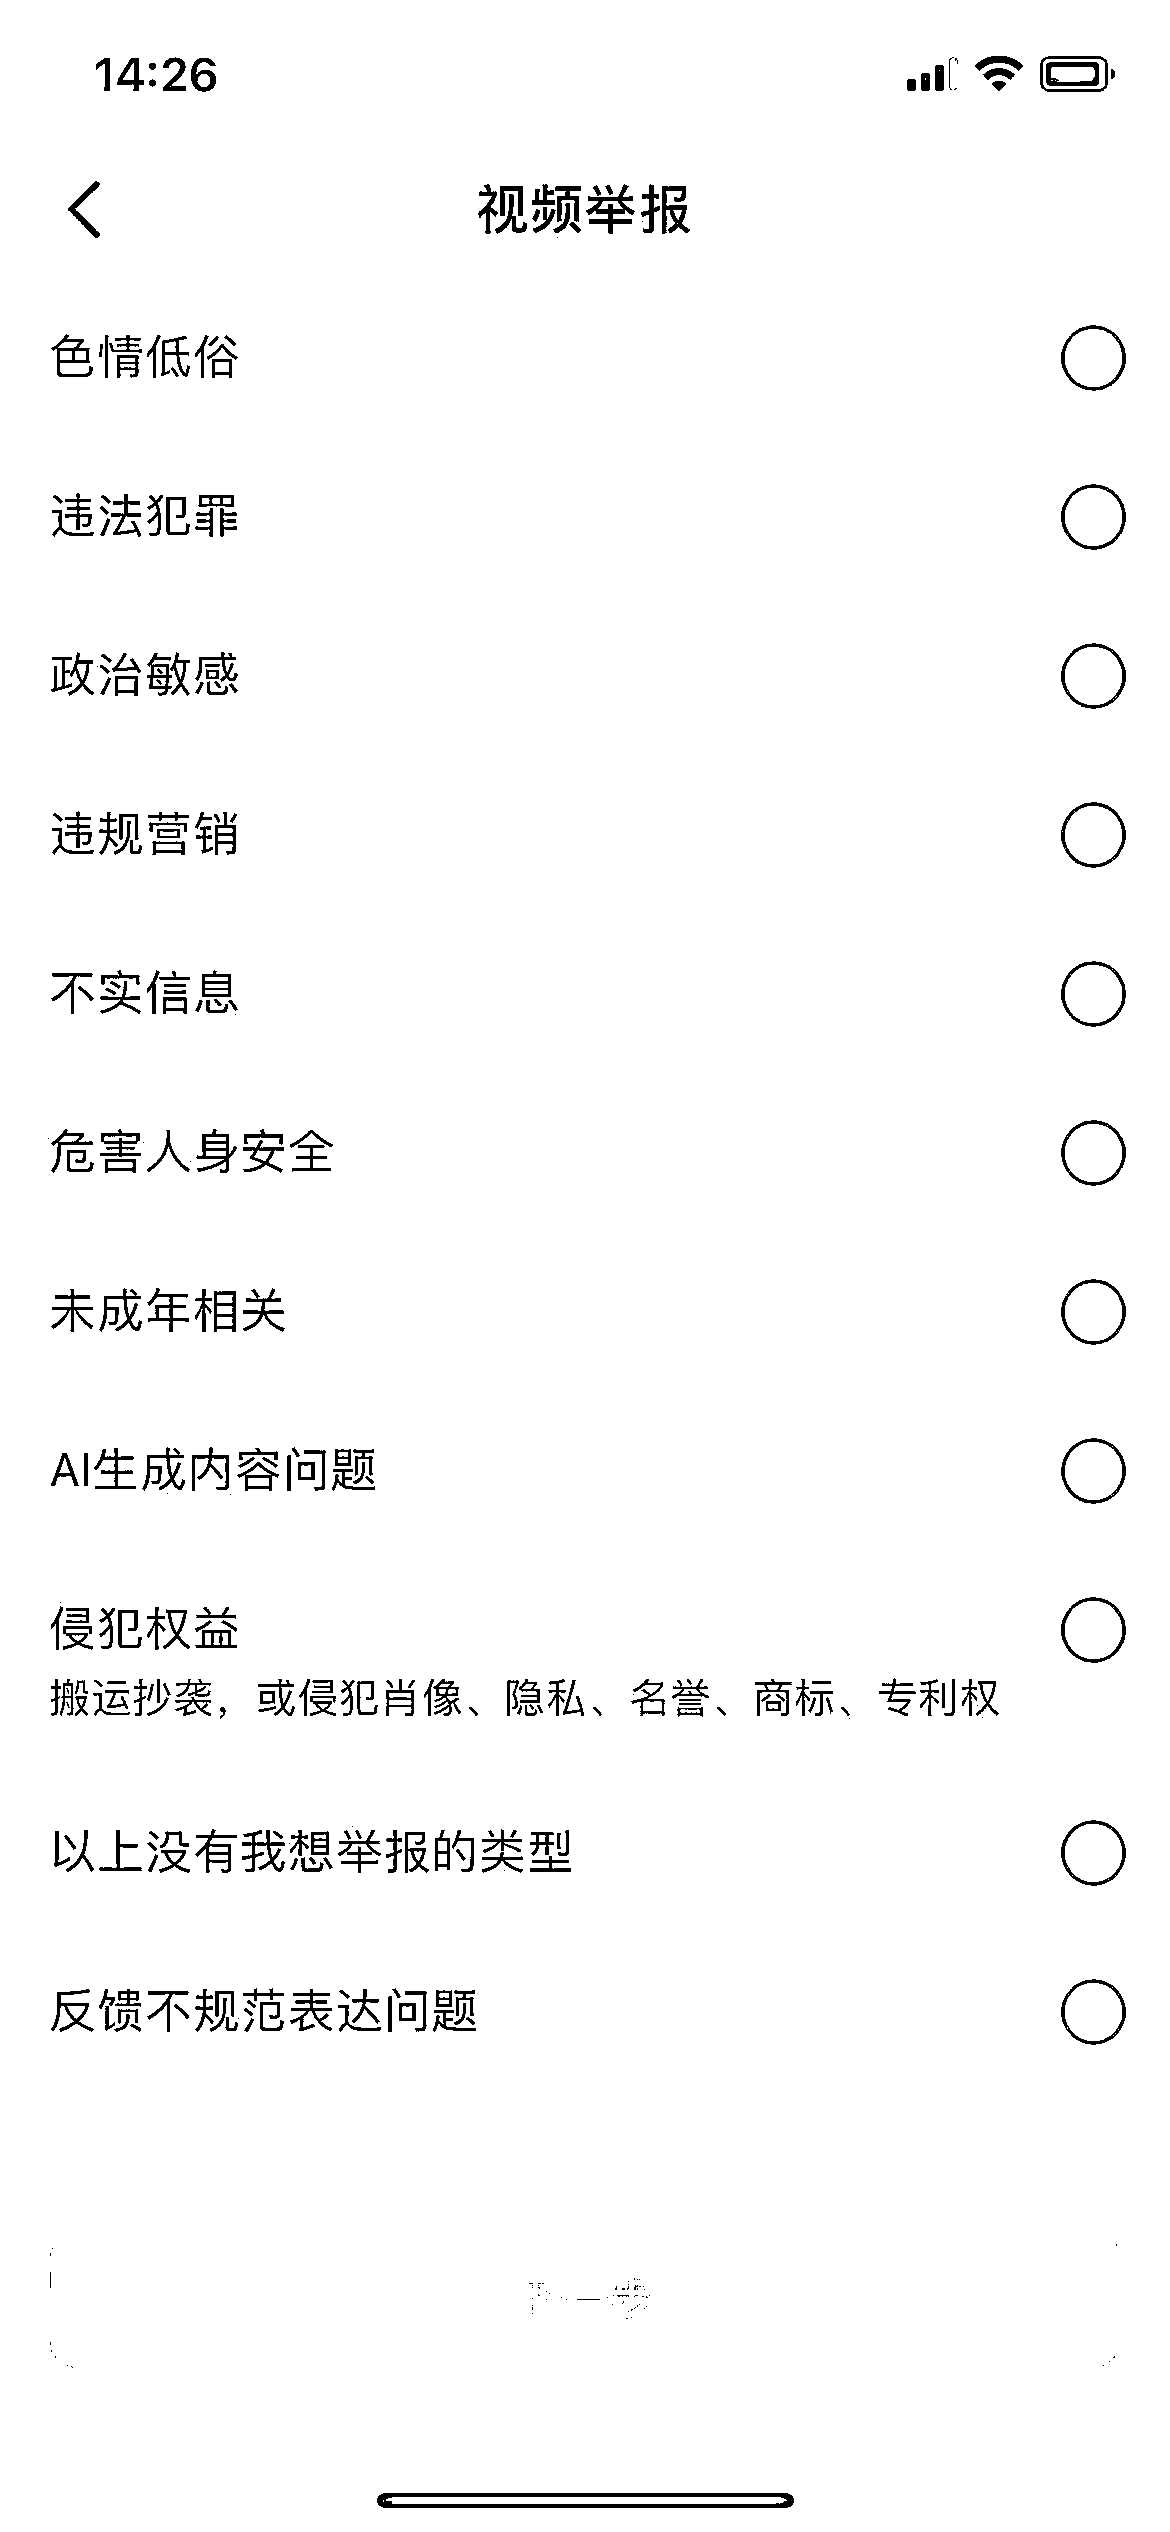 14:26
视频举报
色情低俗
违法犯罪
政治敏感
违规营销
不实信息
危害人身安全
未成年相关
AI生成内容问题
侵犯权益
搬运抄袭，或侵犯肖像、隐私、名誉、商标、专利权
以上没有我想举报的类型
反馈不规范表达问题
下一步